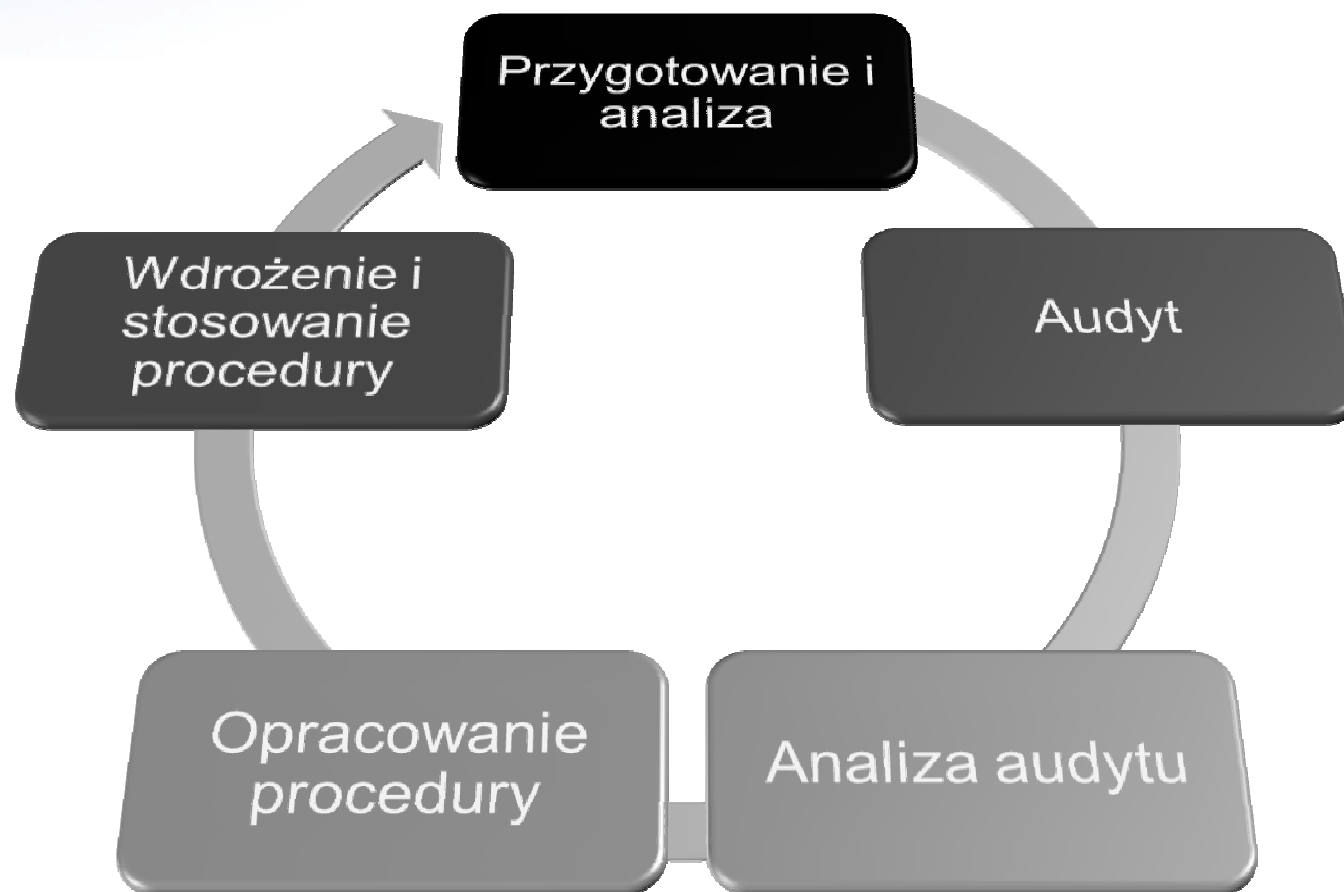 Przygotowanie i
analiza
Audyt
Analiza audytu
Opracowanie
procedury
Wdrożenie i
stosowanie
procedury